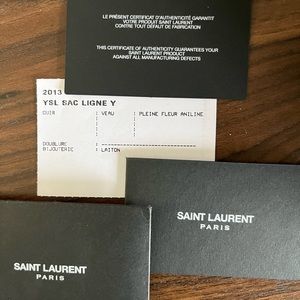 LE PRÉSENT CERTIFICAT D'AUTHENTICITÉ GARANTIT
VOTRE PRODUIT SAINT LAURENT
CONTRE TOUT DÉFAUT DE FABRICATION
THIS CERTIFICATE OF AUTHENTICITY GUARANTEES YOUR
SAINT LAURENT PRODUCT
AGAINST ALL MANUFACTURING DEFECTS
2013
YSL SAC LIGNE Y
CUIR : VEAU : PLEINE FLEUR ANILINE
DOUBLURE :
BIJOUTERIE : LAITON
SAINT LAURENT
PARIS
SAINT LAURENT
PARIS